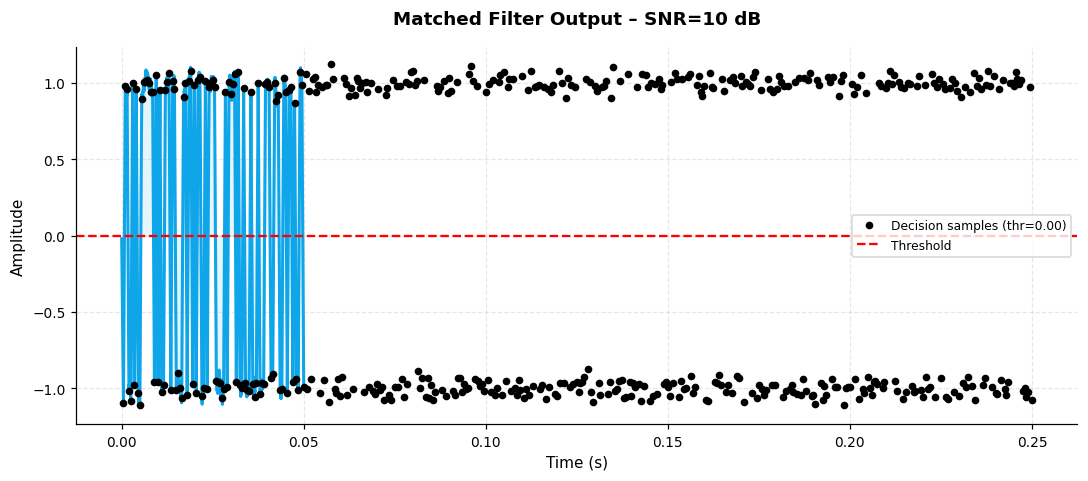 Matched Filter Output – SNR=10 dB
1.0
0.5
0.0
−0.5
−1.0
Amplitude
Decision samples (thr=0.00)
Threshold
0.00
0.05
0.10
0.15
0.20
0.25
Time (s)